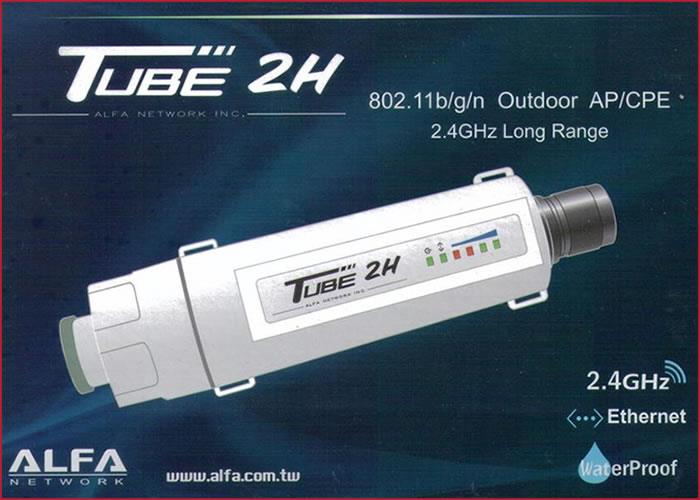 TUBE 2H
ALFA NETWORK INC.
802.11b/g/n Outdoor AP/CPE
2.4GHz Long Range
TUBE 2H
ALFA NETWORK INC.
2.4GHz
Ethernet
WaterProof
ALFA
NETWORK
www.alfa.com.tw